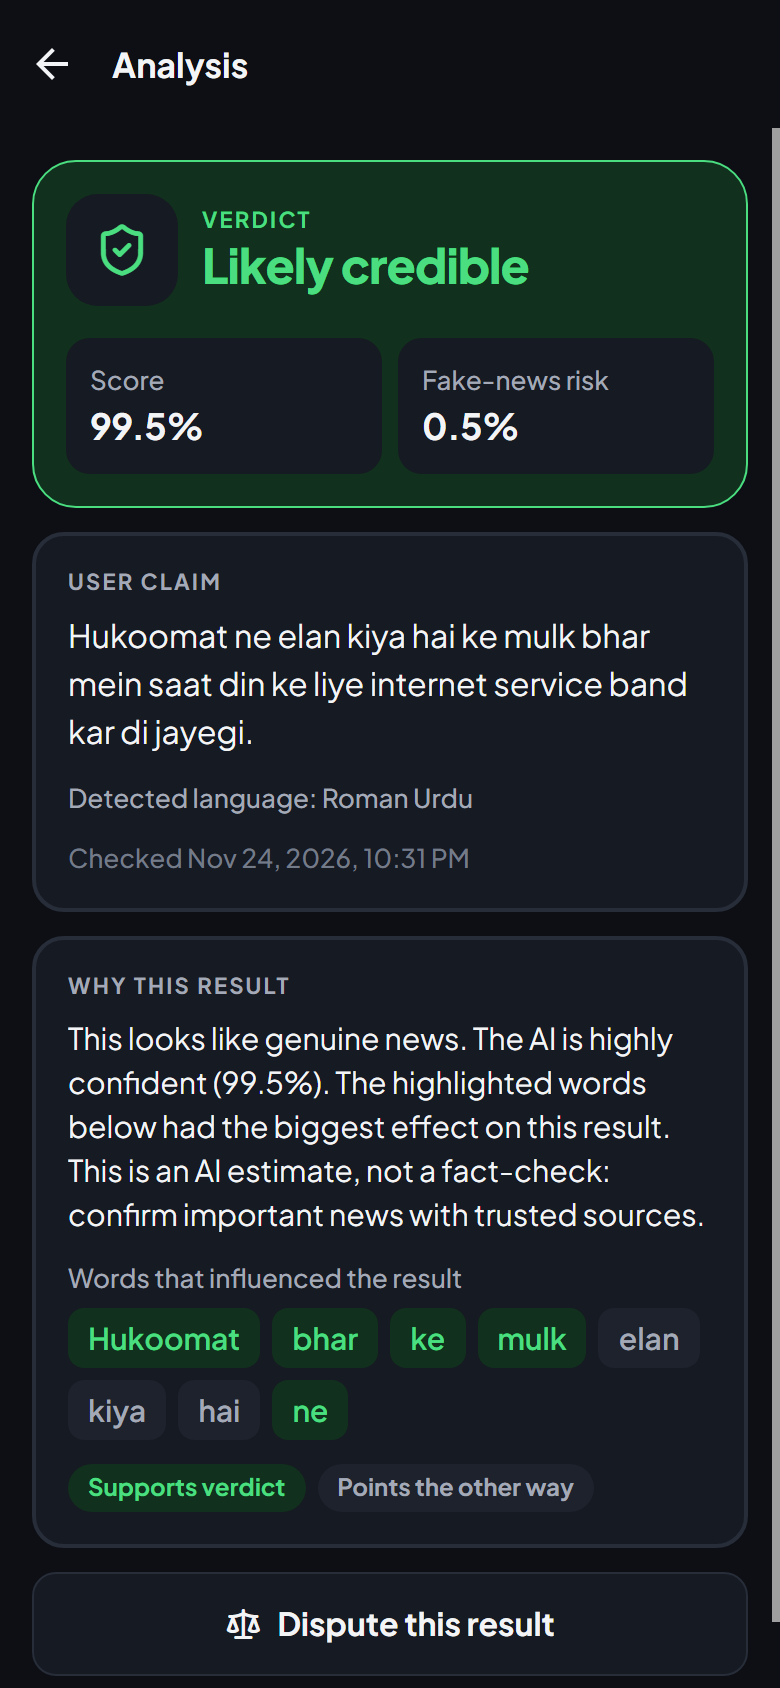 Analysis
VERDICT
Likely credible
Score
99.5%
Fake-news risk
0.5%
USER CLAIM
Hukoomat ne elan kiya hai ke mulk bhar
mein saat din ke liye internet service band
kar di jayegi.
Detected language: Roman Urdu
Checked Nov 24, 2026, 10:31 PM
WHY THIS RESULT
This looks like genuine news. The AI is highly
confident (99.5%). The highlighted words
below had the biggest effect on this result.
This is an AI estimate, not a fact-check:
confirm important news with trusted sources.
Words that influenced the result
Hukoomat bhar ke mulk elan
kiya hai ne
Supports verdict Points the other way
Dispute this result